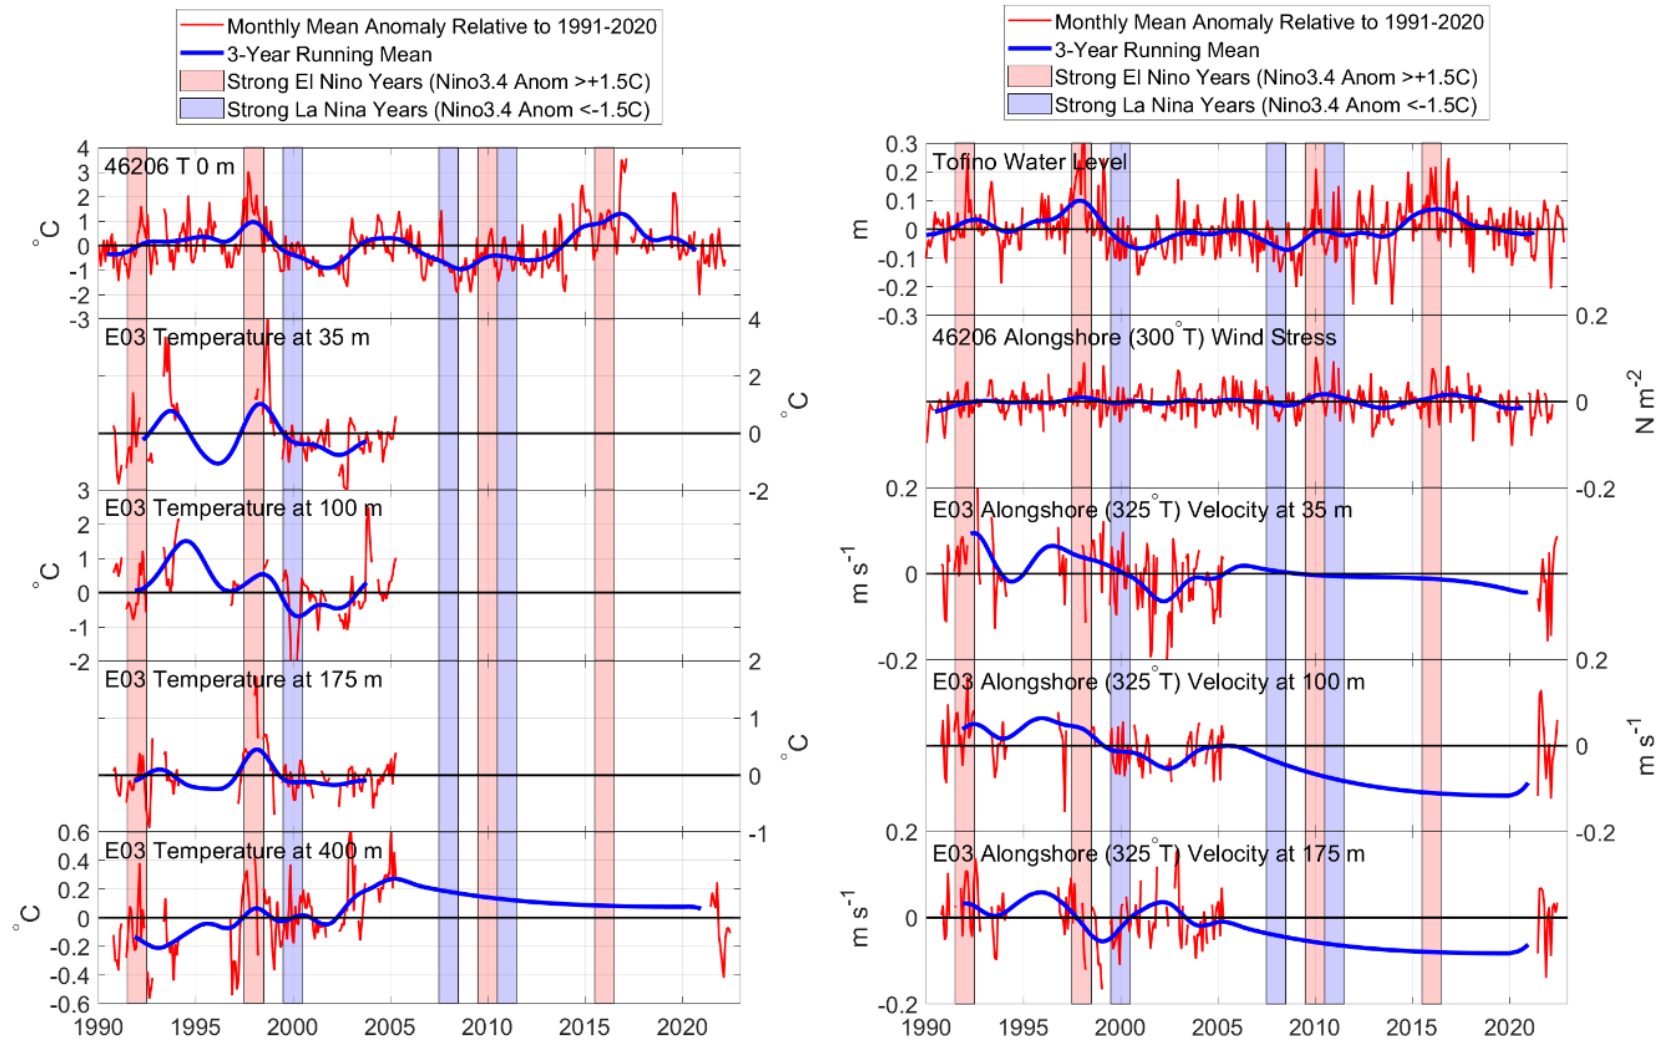 Monthly Mean Anomaly Relative to 1991-2020
3-Year Running Mean
Strong El Nino Years (Nino3.4 Anom >+1.5C)
Strong La Nina Years (Nino3.4 Anom <-1.5C)
46206 T 0 m
4
3
2
1
0
-1
-2
-3
°C
E03 Temperature at 35 m
4
2
0
-2
°C
E03 Temperature at 100 m
3
2
1
0
-1
-2
°C
E03 Temperature at 175 m
2
1
0
-1
°C
E03 Temperature at 400 m
0.6
0.4
0.2
0
-0.2
-0.4
-0.6
°C
1990 1995 2000 2005 2010 2015 2020
Monthly Mean Anomaly Relative to 1991-2020
3-Year Running Mean
Strong El Nino Years (Nino3.4 Anom >+1.5C)
Strong La Nina Years (Nino3.4 Anom <-1.5C)
Tofino Water Level
0.3
0.2
0.1
0
-0.1
-0.2
-0.3
m
46206 Alongshore (300°T) Wind Stress
0.2
0
-0.2
N m-2
E03 Alongshore (325°T) Velocity at 35 m
0.2
0
-0.2
m s-1
E03 Alongshore (325°T) Velocity at 100 m
0.2
0
-0.2
m s-1
E03 Alongshore (325°T) Velocity at 175 m
0.2
0
-0.2
m s-1
1990 1995 2000 2005 2010 2015 2020